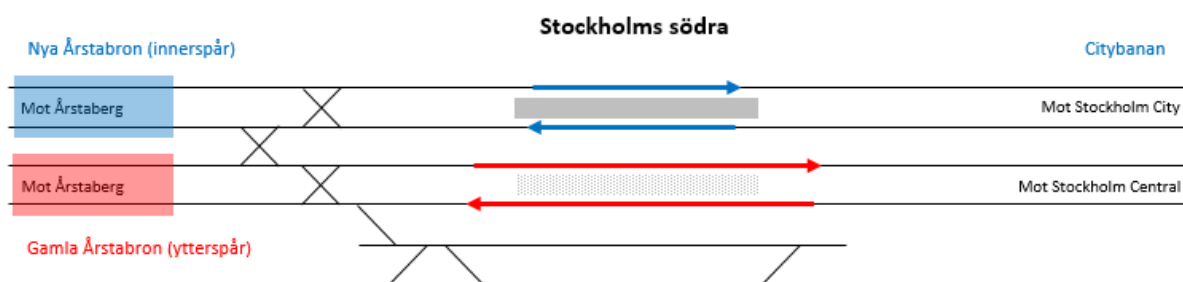 Stockholms södra
Nya Årstabron (innerspår)
Citybanan
Mot Årstaberg
Mot Stockholm City
Mot Årstaberg
Mot Stockholm Central
Gamla Årstabron (ytterspår)